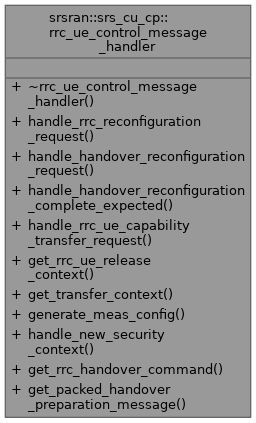 srsran::srs_cu_cp::
rrc_ue_control_message
_handler
+ ~rrc_ue_control_message
_handler()
+ handle_rrc_reconfiguration
_request()
+ handle_handover_reconfiguration
_request()
+ handle_handover_reconfiguration
_complete_expected()
+ handle_rrc_ue_capability
_transfer_request()
+ get_rrc_ue_release
_context()
+ get_transfer_context()
+ generate_meas_config()
+ handle_new_security
_context()
+ get_rrc_handover_command()
+ get_packed_handover
_preparation_message()